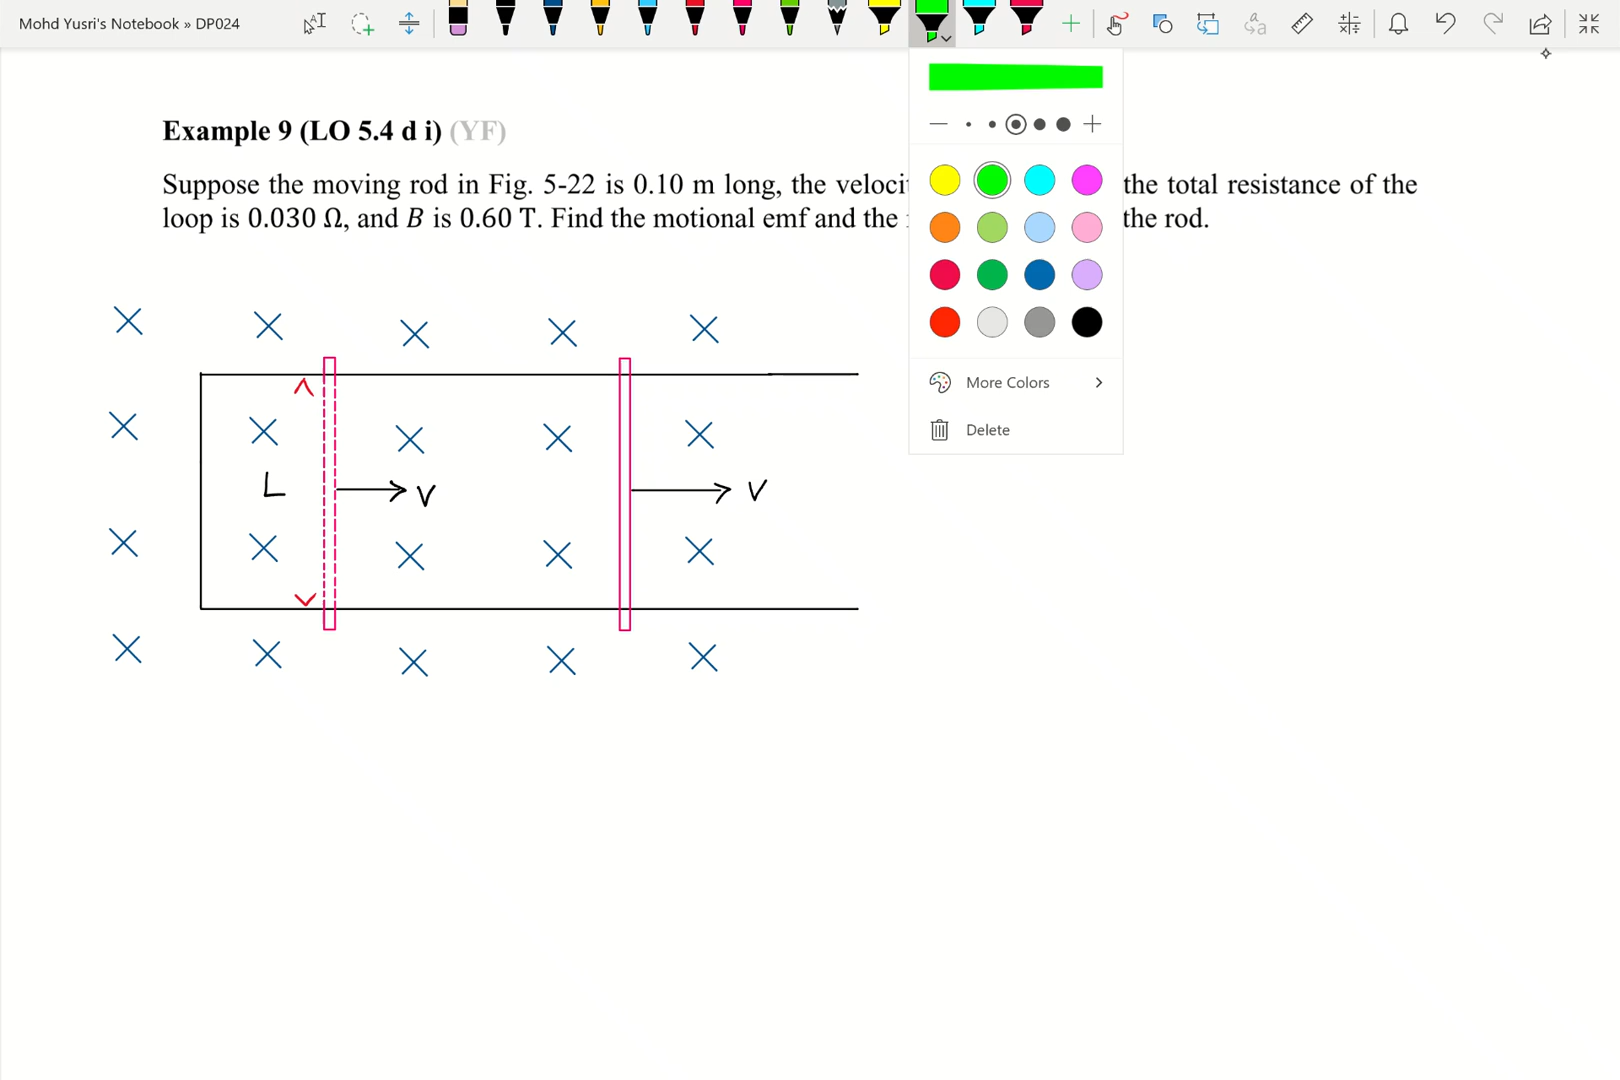 Mohd Yusri's Notebook » DP024
Example 9 (LO 5.4 d i) (YF)
Suppose the moving rod in Fig. 5-22 is 0.10 m long, the the total resistance of the
loop is 0.030 Ω, and B is 0.60 T. Find the motional emf and the the rod.
L
V
V
More Colors
Delete